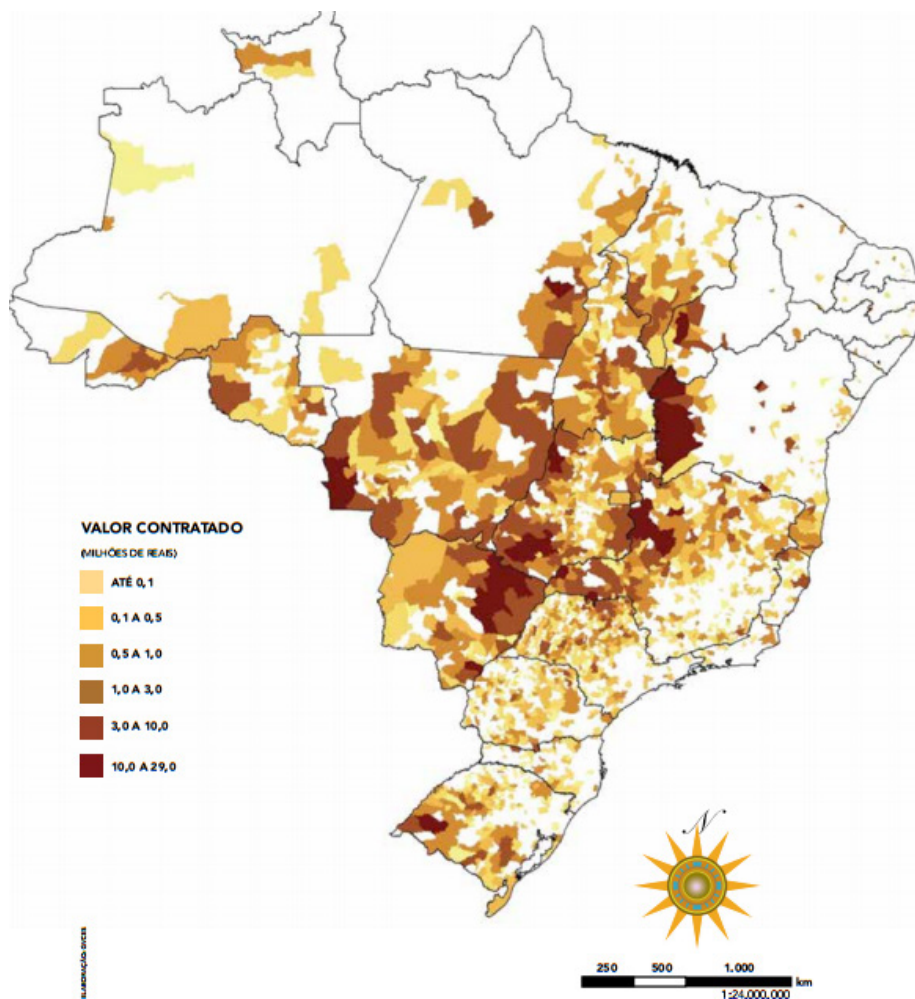 VALOR CONTRATADO
(MILHÕES DE REAIS)
ATÉ 0,1
0,1 A 0,5
0,5 A 1,0
1,0 A 3,0
3,0 A 10,0
10,0 A 29,0
N
250 500 1.000 km
1:24.000.000